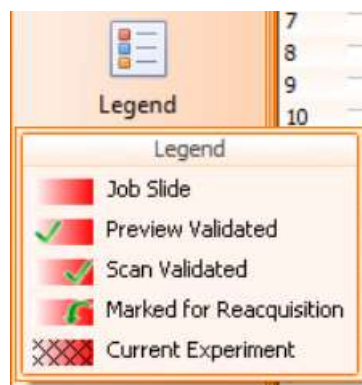 7
8
9
Legend
10
Legend
Job Slide
Preview Validated
Scan Validated
Marked for Reacquisition
Current Experiment